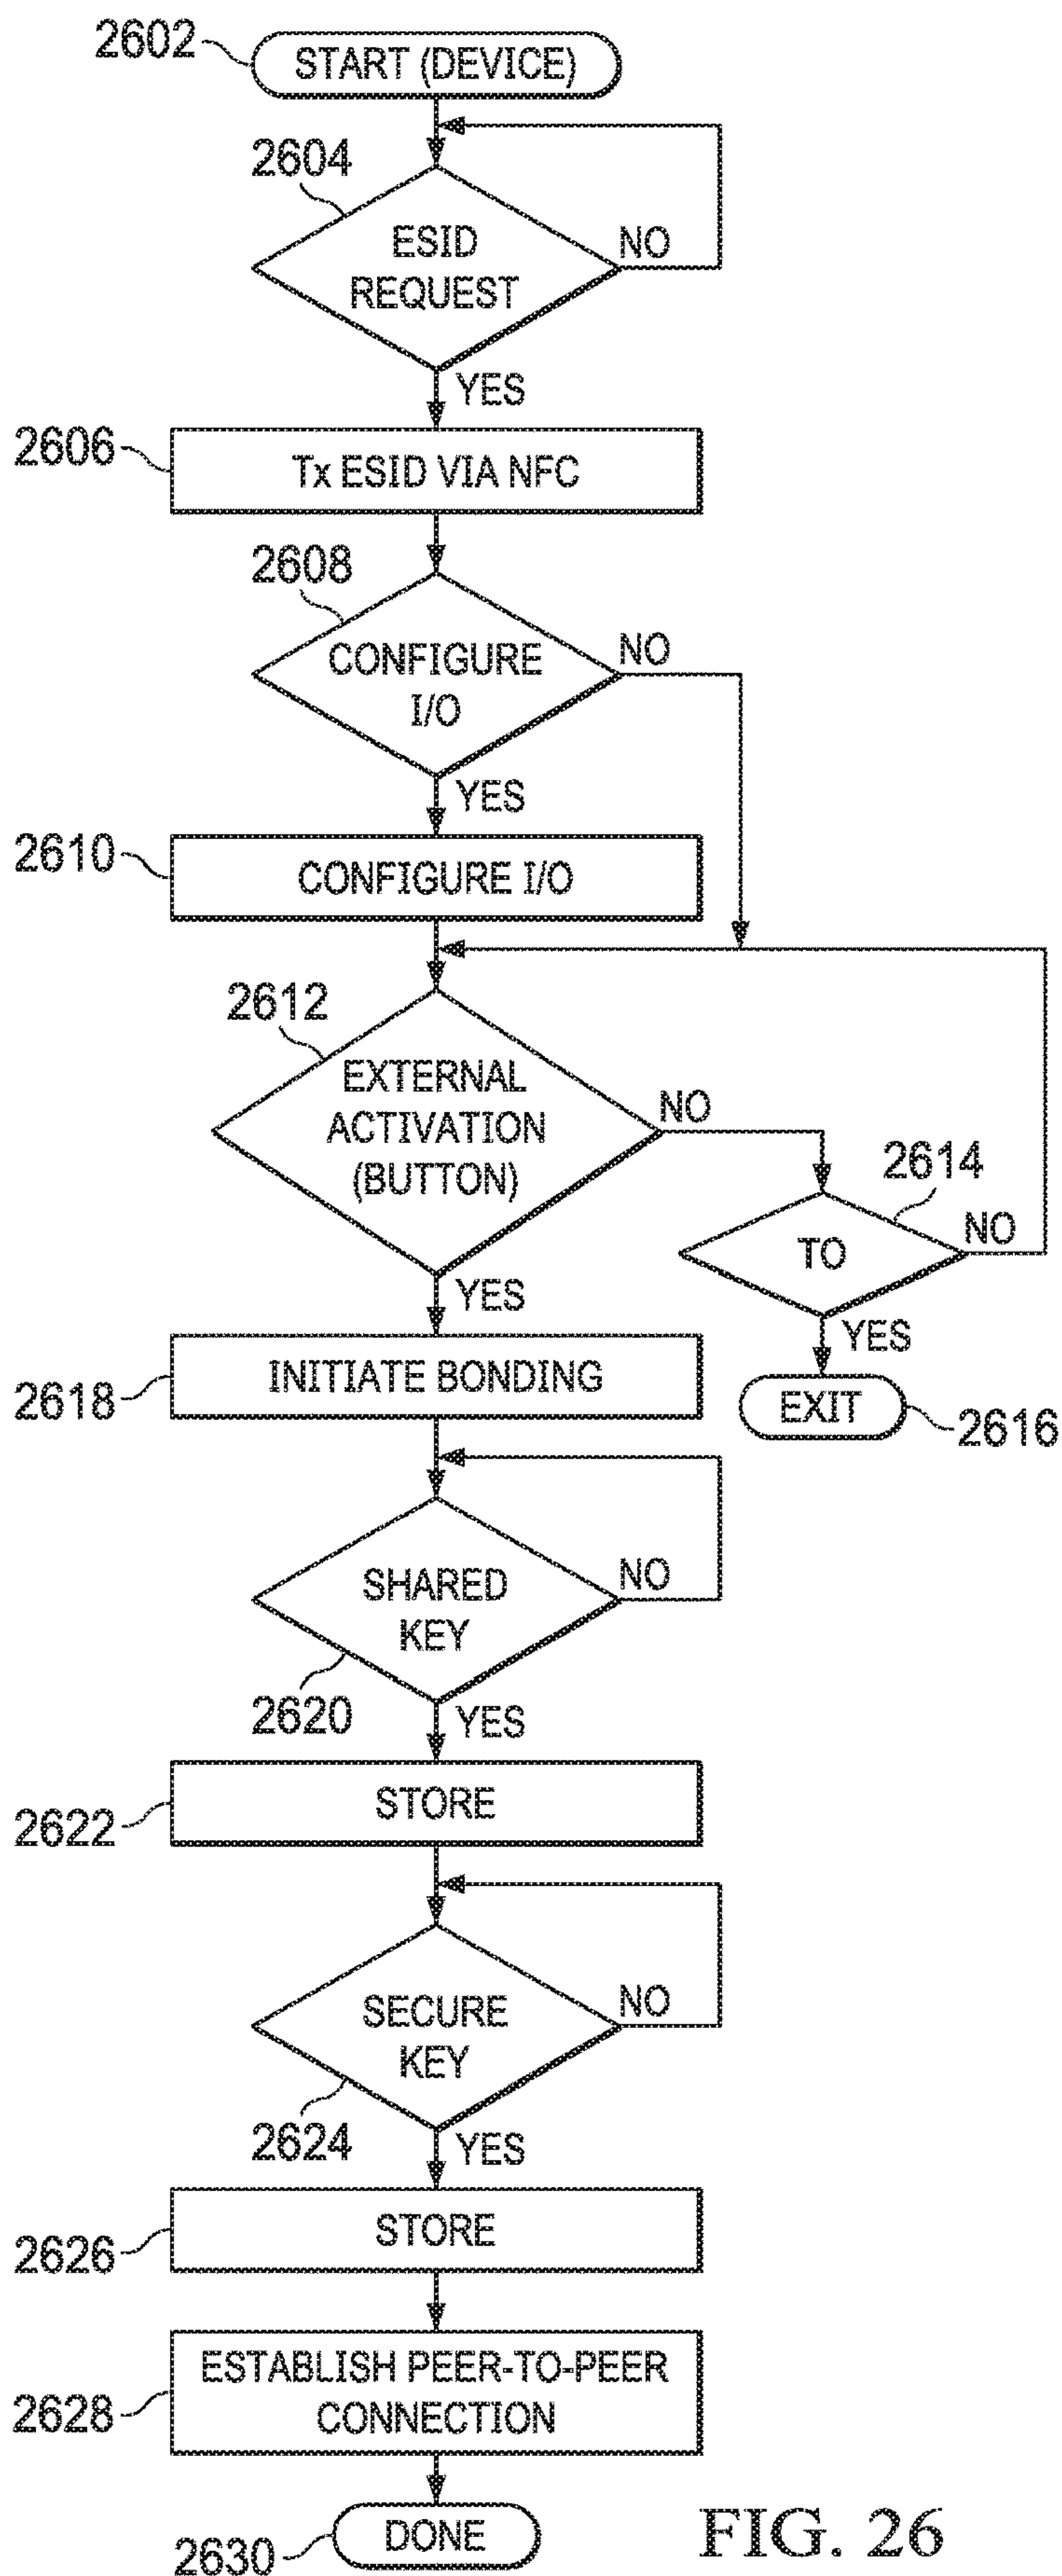 2602
START (DEVICE)
2604
ESID
REQUEST
NO
YES
2606
Tx ESID VIA NFC
2608
CONFIGURE
I/O
NO
YES
2610
CONFIGURE I/O
2612
EXTERNAL
ACTIVATION
(BUTTON)
NO
2614
TO
NO
YES
YES
2618
INITIATE BONDING
EXIT
2616
SHARED
KEY
NO
2620
YES
2622
STORE
SECURE
KEY
NO
2624
YES
2626
STORE
2628
ESTABLISH PEER-TO-PEER
CONNECTION
2630
DONE
FIG. 26